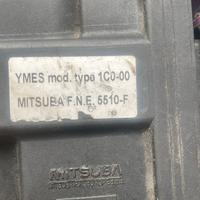 YMES mod. type 1C0-00
MITSUBA F.N.E. 5510-F
MITSUBA